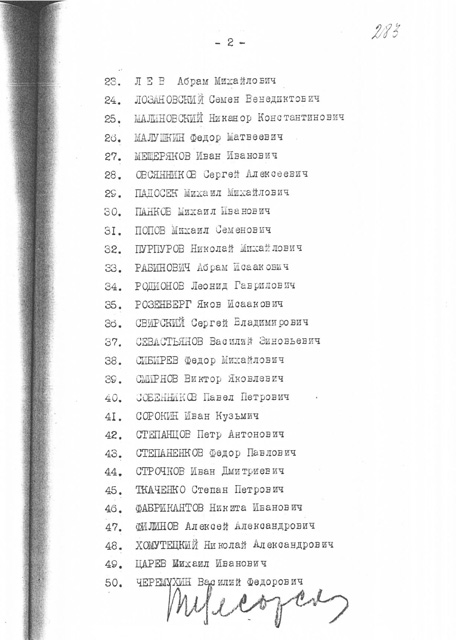 283
- 2 -
23. ЛЕВ Абрам Михайлович
24. ЛОЗАНОВСКИЙ Семен Венедиктович
25. МАЛИНОВСКИЙ Никанор Константинович
26. МАЛУШКИН Федор Матвеевич
27. МЕЩЕРЯКОВ Иван Иванович
28. ОВСЯННИКОВ Сергей Алексеевич
29. ПАДОСЕК Михаил Михайлович
30. ПАНКОВ Михаил Иванович
31. ПОПОВ Михаил Семенович
32. ПУРПУРОВ Николай Михайлович
33. РАБИНОВИЧ Абрам Исаакович
34. РОДИОНОВ Леонид Гаврилович
35. РОЗЕНБЕРГ Яков Исаакович
36. СВИРСКИЙ Сергей Владимирович
37. СЕВАСТЬЯНОВ Василий Зиновьевич
38. СИБИРЕВ Федор Михайлович
39. СМИРНОВ Виктор Яковлевич
40. СОБЕННИКОВ Павел Петрович
41. СОРОКИН Иван Кузьмич
42. СТЕПАНЦОВ Петр Антонович
43. СТЕПАНЕНКОВ Федор Павлович
44. СТРОЧКОВ Иван Дмитриевич
45. ТКАЧЕНКО Степан Петрович
46. ФАБРИКАНТОВ Никита Иванович
47. ФИЛИНОВ Алексей Александрович
48. ХОМУТЕЦКИЙ Николай Александрович
49. ЦАРЕВ Михаил Иванович
50. ЧЕРЕМУХИН Василий Федорович